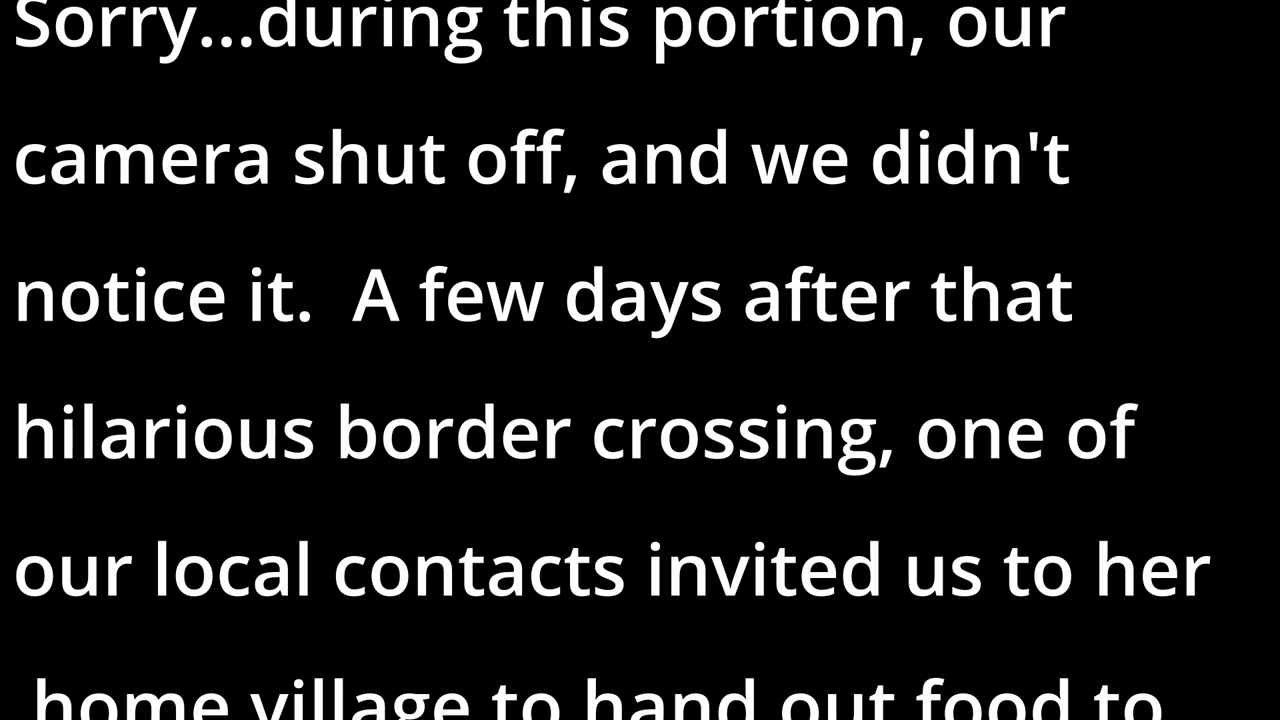 Sorry...during this portion, our
camera shut off, and we didn't
notice it.  A few days after that
hilarious border crossing, one of
our local contacts invited us to her
home village to hand out food to